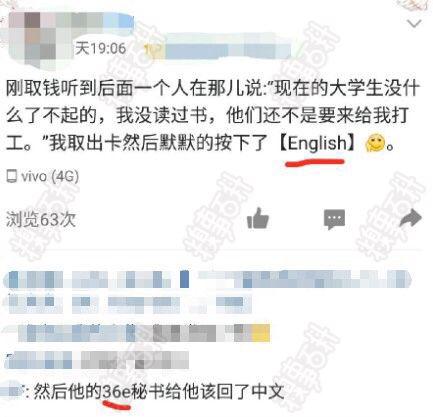 天19:06
刚取钱听到后面一个人在那儿说:"现在的大学生没什
么了不起的，我没读过书，他们还不是要来给我打
工。"我取出卡然后默默的按下了【English】🤗。
vivo (4G)
浏览63次
: 然后他的36e秘书给他该回了中文